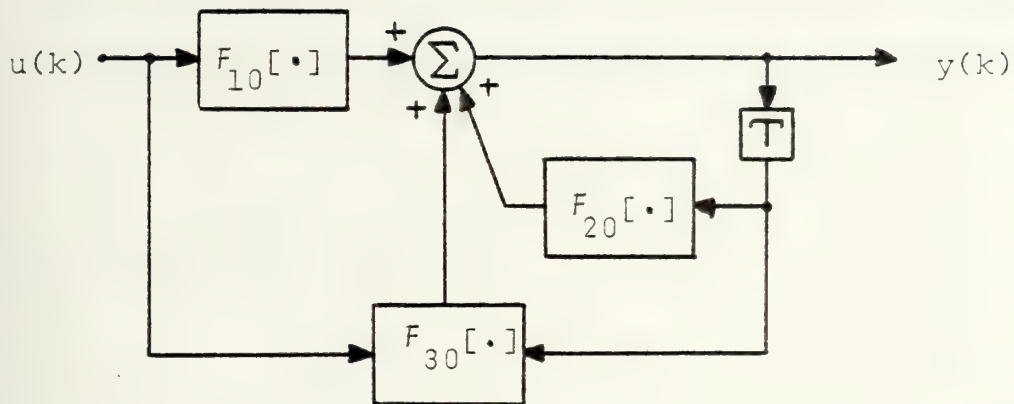 u(k)
F10[·]
+
Σ
+
+
y(k)
T
F20[·]
F30[·]